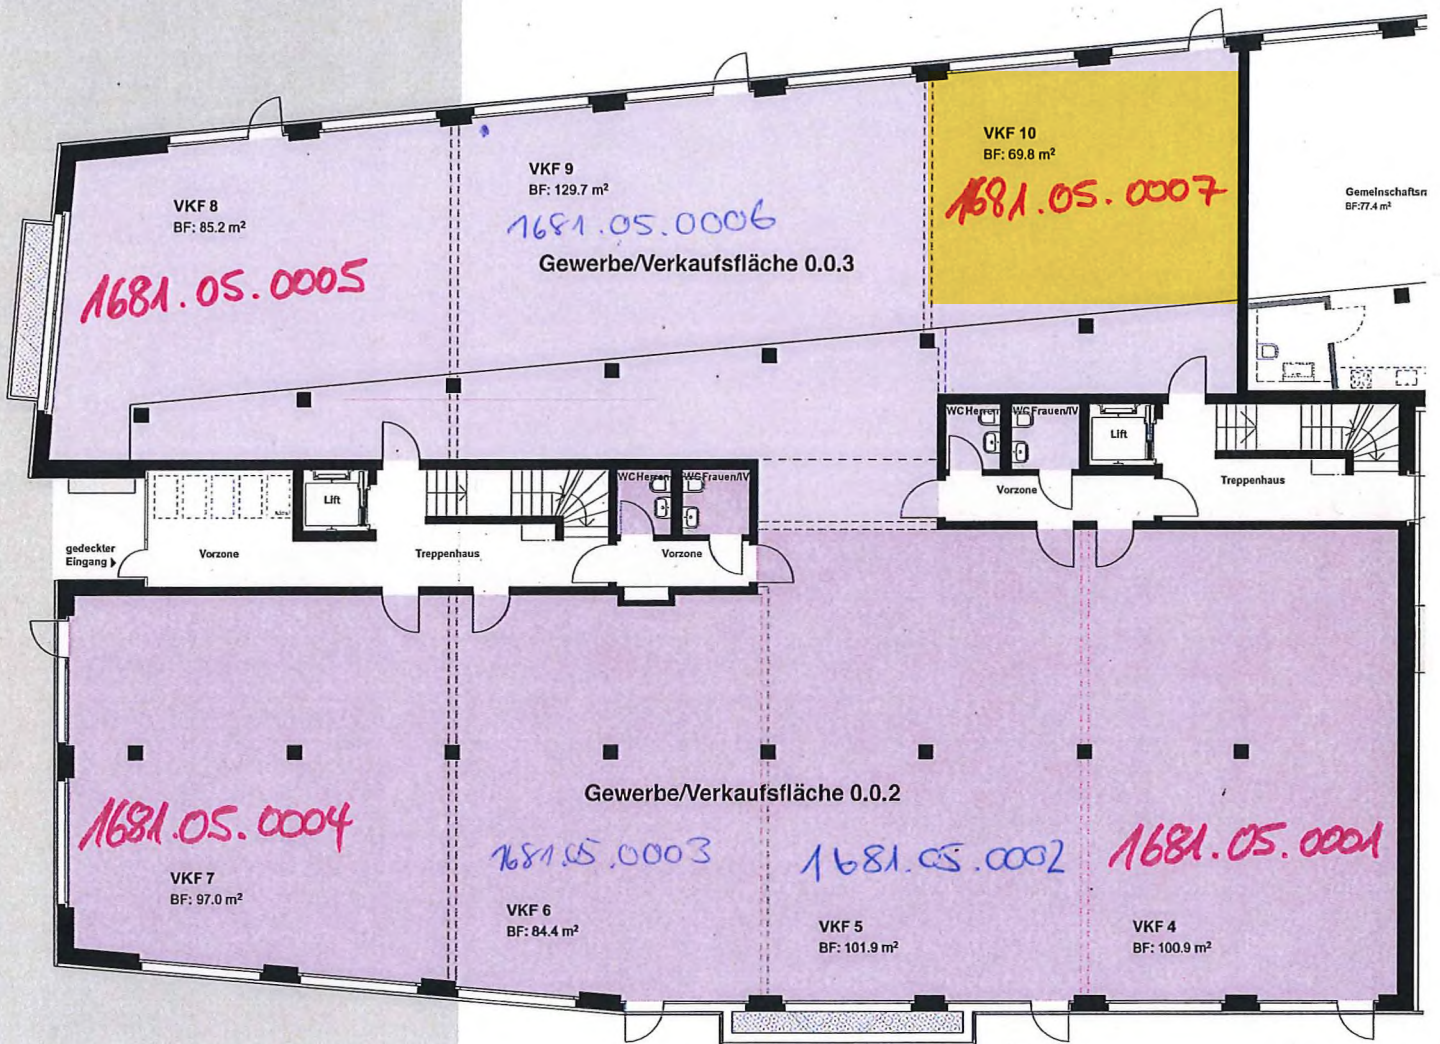 VKF 10
BF: 69.8 m²
1681.05.0007
VKF 9
BF: 129.7 m²
1681.05.0006
Gewerbe/Verkaufsfläche 0.0.3
VKF 8
BF: 85.2 m²
1681.05.0005
Gemeinschaftsr
BF:77.4 m²
WC Herren
WC Frauen/IV
Lift
Vorzone
Treppenhaus
WC Herren
WC Frauen/IV
Lift
gedeckter
Eingang
Vorzone
Treppenhaus
Vorzone
Gewerbe/Verkaufsfläche 0.0.2
1681.05.0004
VKF 7
BF: 97.0 m²
1681.05.0003
VKF 6
BF: 84.4 m²
1681.05.0002
VKF 5
BF: 101.9 m²
1681.05.0001
VKF 4
BF: 100.9 m²